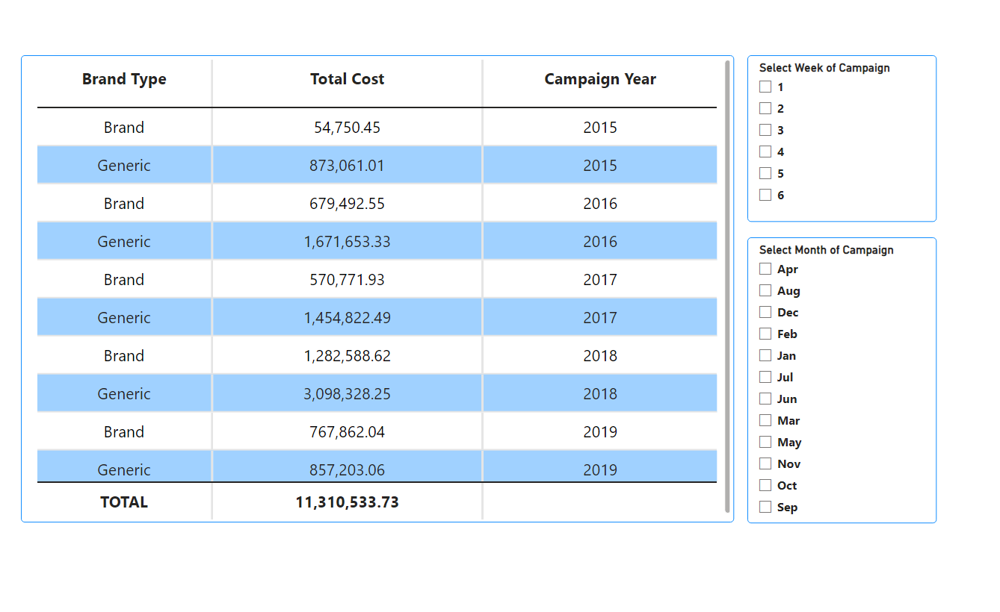 Brand Type Total Cost Campaign Year
Brand 54,750.45 2015
Generic 873,061.01 2015
Brand 679,492.55 2016
Generic 1,671,653.33 2016
Brand 570,771.93 2017
Generic 1,454,822.49 2017
Brand 1,282,588.62 2018
Generic 3,098,328.25 2018
Brand 767,862.04 2019
Generic 857,203.06 2019
TOTAL 11,310,533.73
Select Week of Campaign
1
2
3
4
5
6
Select Month of Campaign
Apr
Aug
Dec
Feb
Jan
Jul
Jun
Mar
May
Nov
Oct
Sep